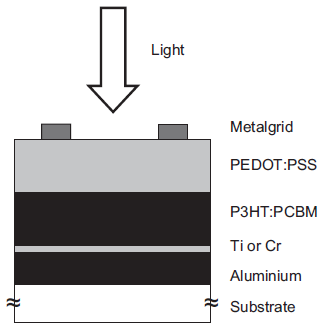 Light
Metalgrid
PEDOT:PSS
P3HT:PCBM
Ti or Cr
Aluminium
Substrate